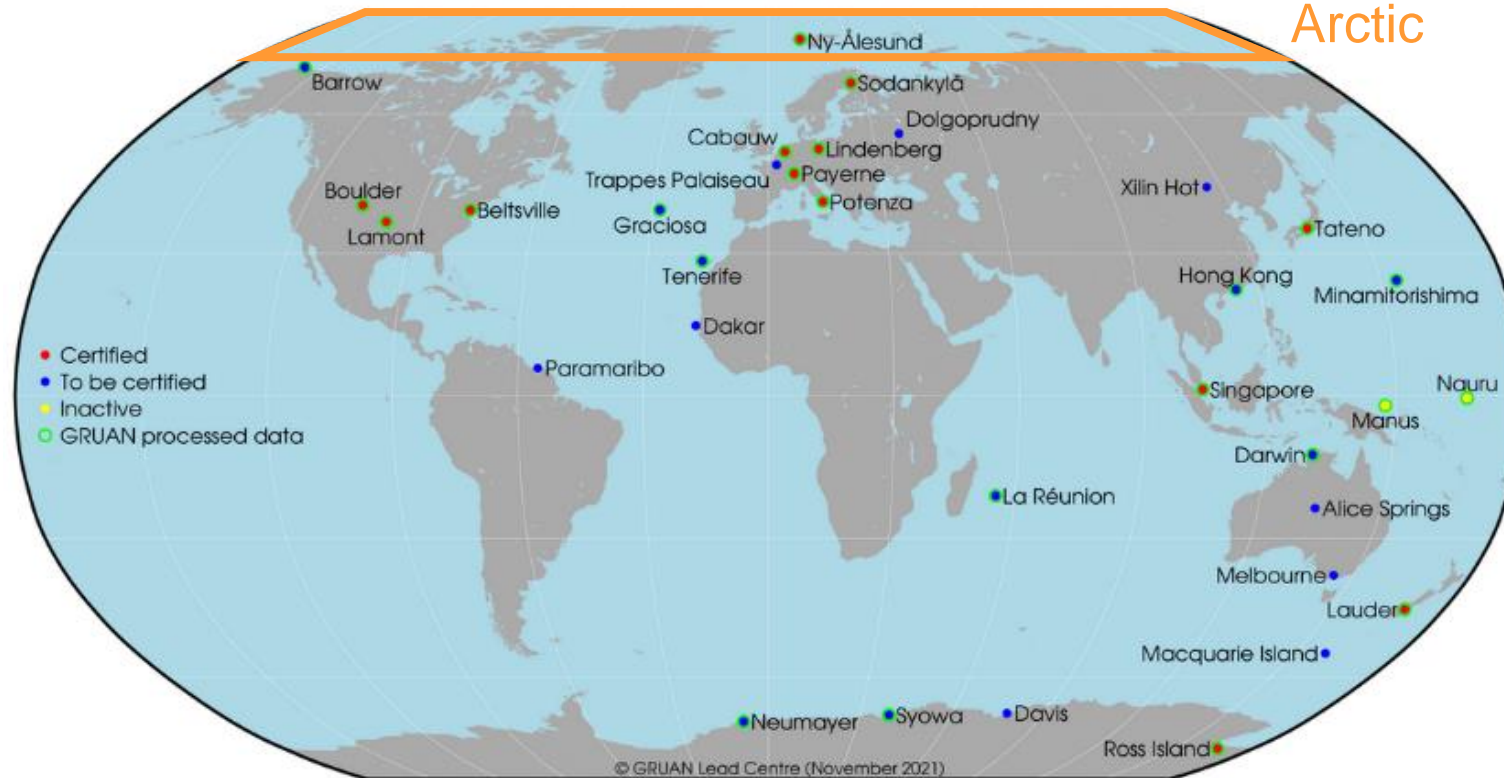 Arctic
Ny-Ålesund
Barrow
Sodankylä
Dolgoprudny
Cabauw
Lindenberg
Trappes Palaiseau
Payerne
Xilin Hot
Boulder
Beltsville
Potenza
Graciosa
Lamont
Tateno
Tenerife
Hong Kong
Minamitorishima
Dakar
Certified
To be certified
Inactive
GRUAN processed data
Paramaribo
Singapore
Nauru
Manus
Darwin
La Réunion
Alice Springs
Melbourne
Lauder
Macquarie Island
Neumayer
Syowa
Davis
Ross Island
© GRUAN Lead Centre (November 2021)